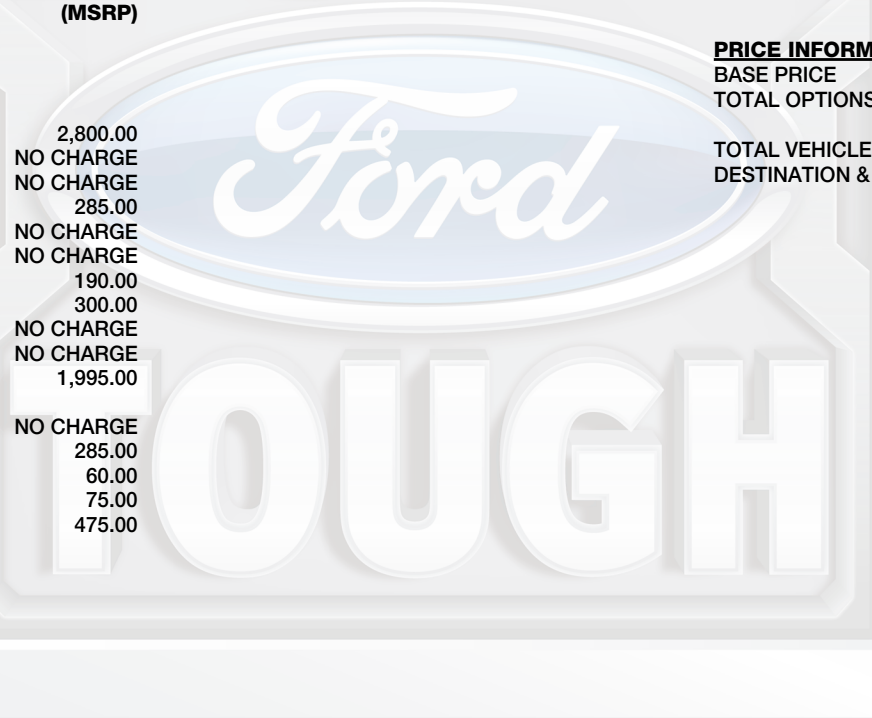 (MSRP)
2,800.00
NO CHARGE
NO CHARGE
285.00
NO CHARGE
NO CHARGE
190.00
300.00
NO CHARGE
NO CHARGE
1,995.00
NO CHARGE
285.00
60.00
75.00
475.00
PRICE INFORM
BASE PRICE
TOTAL OPTIONS
TOTAL VEHICLE
DESTINATION &
Ford
TOUGH